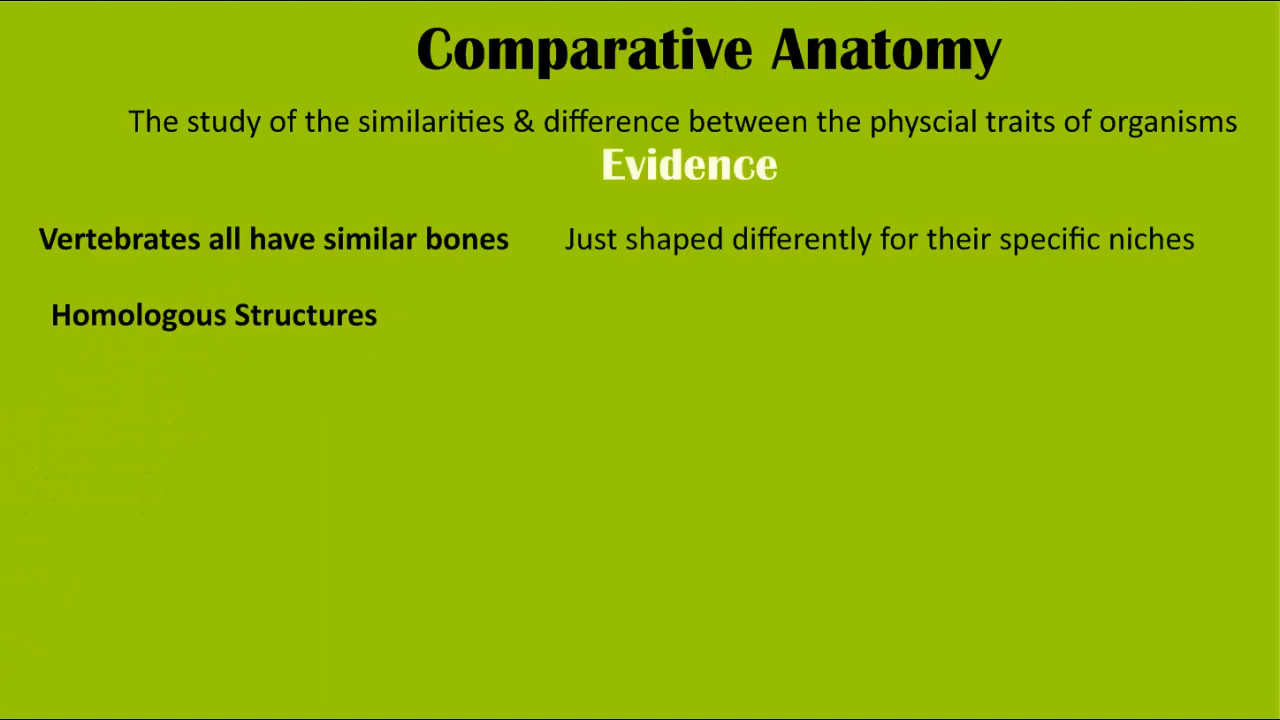 Comparative Anatomy
The study of the similarities & difference between the physcial traits of organisms
Evidence
Vertebrates all have similar bones Just shaped differently for their specific niches
Homologous Structures